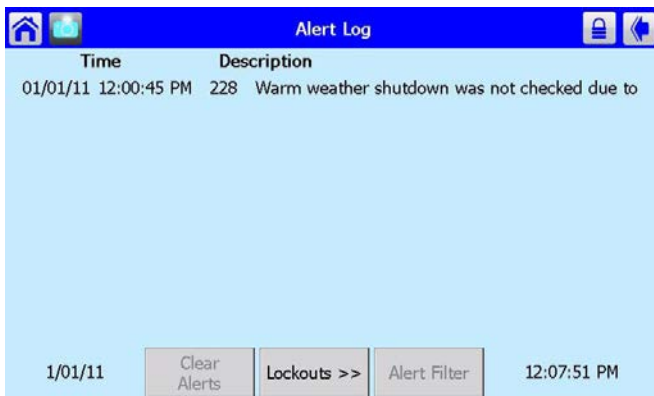 Alert Log
Time Description
01/01/11 12:00:45 PM 228 Warm weather shutdown was not checked due to
1/01/11 Clear Alerts Lockouts >> Alert Filter 12:07:51 PM